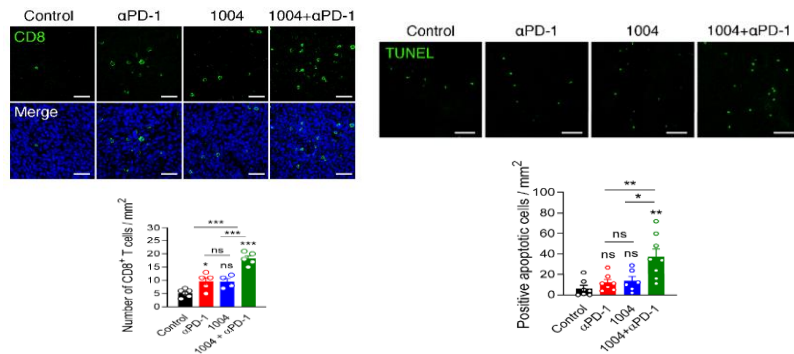 Control αPD-1 1004 1004+αPD-1
CD8
Merge
Number of CD8+ T cells / mm²
30
25
20
15
10
5
0
***
***
***
ns
*
ns
Control
αPD-1
1004
1004 + αPD-1
Control αPD-1 1004 1004+αPD-1
TUNEL
Positive apoptotic cells / mm²
100
80
60
40
20
0
**
*
**
ns
ns
ns
Control
αPD-1
1004
1004+αPD-1